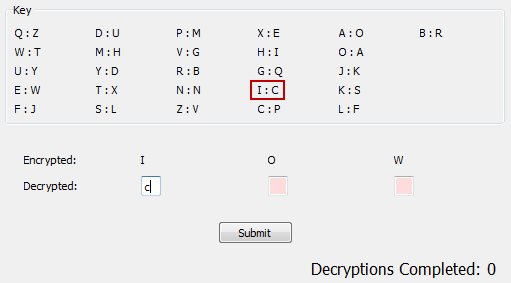 Key
Q : Z D : U P : M X : E A : O B : R
W : T M : H V : G H : I O : A
U : Y Y : D R : B G : Q J : K
E : W T : X N : N I : C K : S
F : J S : L Z : V C : P L : F
Encrypted: I O W
Decrypted: c
Submit
Decryptions Completed: 0